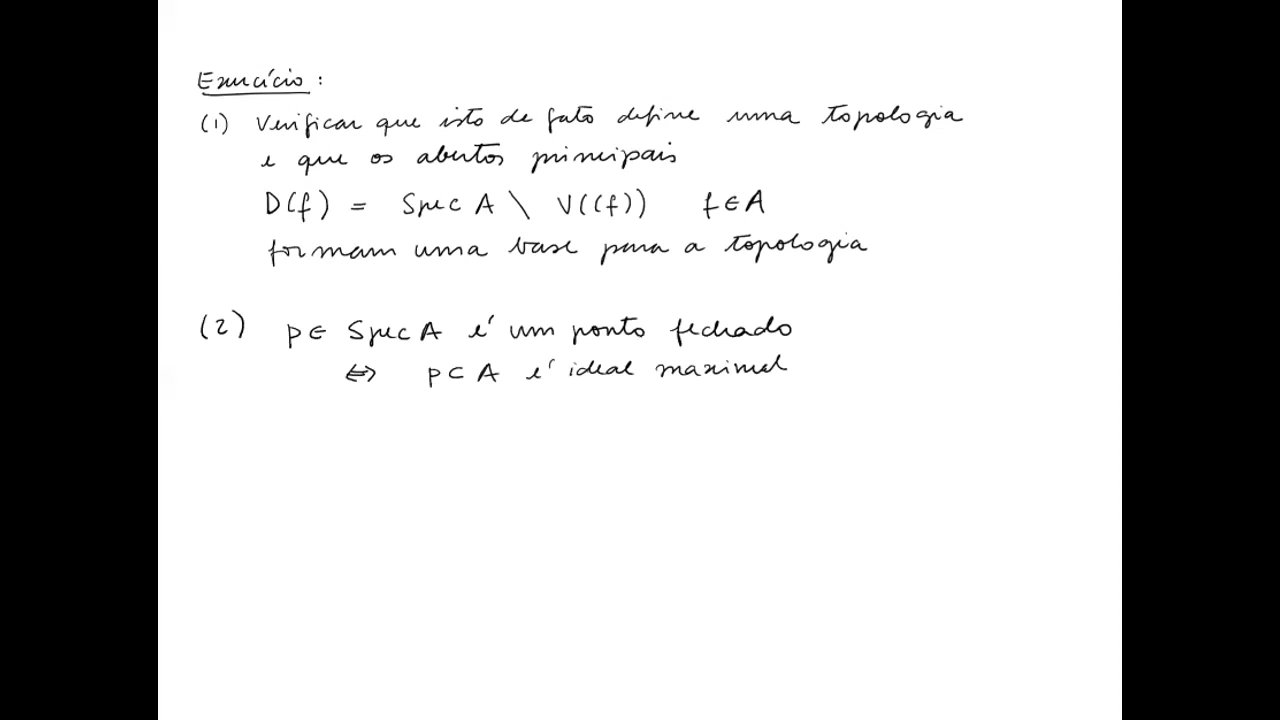 Exercício :
(1) Verificar que isto de fato define uma topologia
e que os abertos principais
D(f) = Spec A \ V((f)) f ∈ A
formam uma base para a topologia
(2) p ∈ Spec A é um ponto fechado
⇔ p ⊂ A é ideal maximal